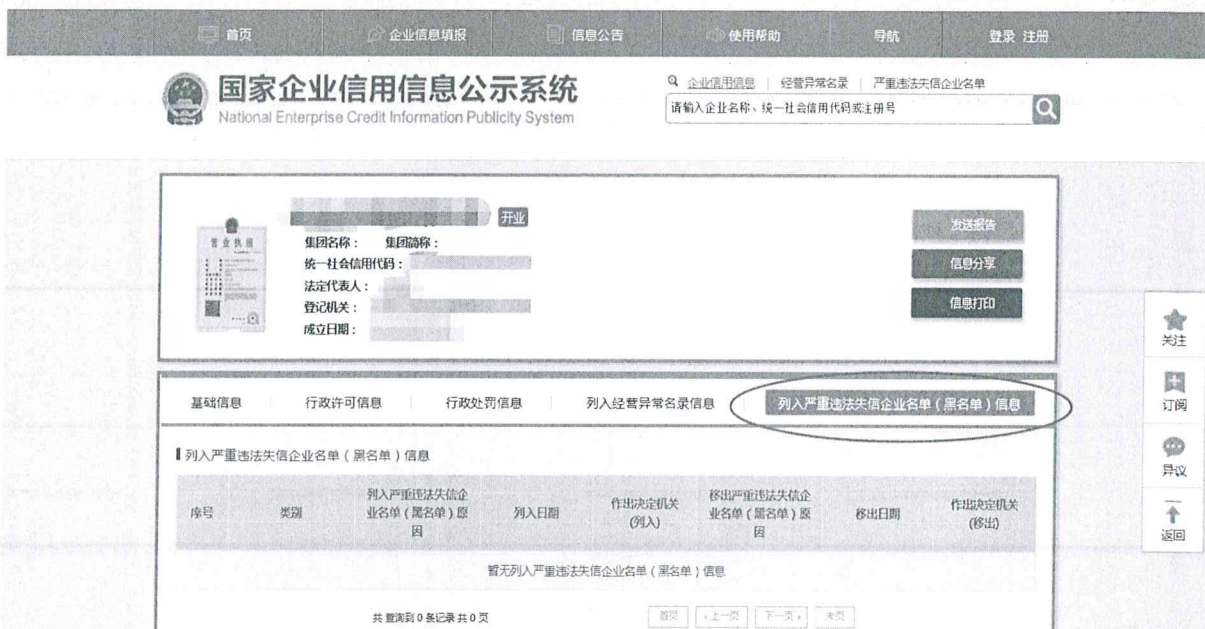 首页 企业信息填报 信息公告 使用帮助 导航 登录 注册
国家企业信用信息公示系统
National Enterprise Credit Information Publicity System
企业信用信息 | 经营异常名录 | 严重违法失信企业名单
请输入企业名称、统一社会信用代码或注册号
开业
营业执照
集团名称： 集团简称：
统一社会信用代码：
法定代表人：
登记机关：
成立日期：
发送报告
信息分享
信息打印
关注
订阅
异议
返回
基础信息 行政许可信息 行政处罚信息 列入经营异常名录信息 列入严重违法失信企业名单（黑名单）信息
列入严重违法失信企业名单（黑名单）信息
序号 类别 列入严重违法失信企业名单（黑名单）原因 列入日期 作出决定机关(列入) 移出严重违法失信企业名单（黑名单）原因 移出日期 作出决定机关(移出)
暂无列入严重违法失信企业名单（黑名单）信息
共 查询到 0 条记录 共 0 页 首页 上一页 下一页 末页